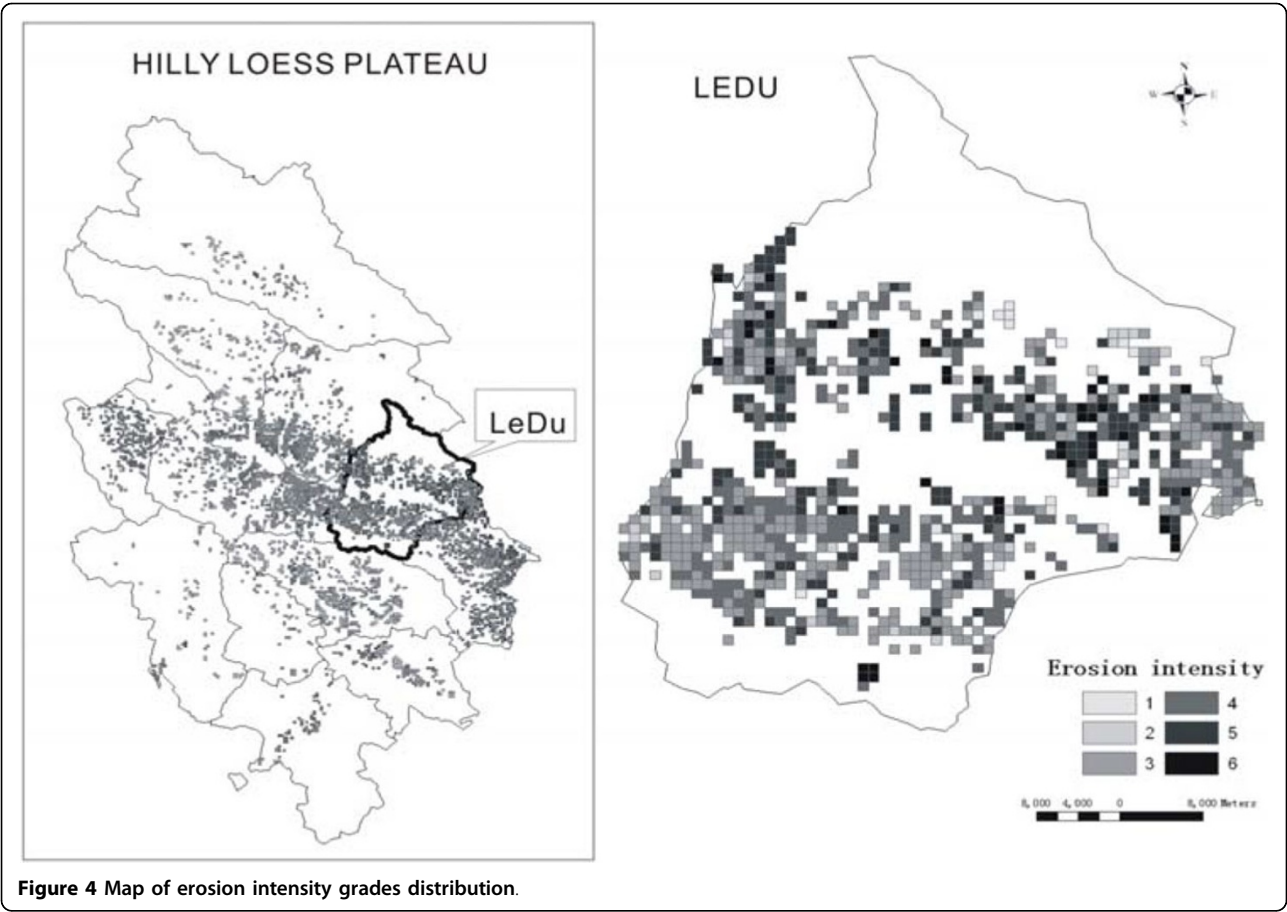 HILLY LOESS PLATEAU
LeDu
LEDU
N
W E
S
Erosion intensity
1 4
2 5
3 6
8,000 4,000 0 8,000 Meters
Figure 4 Map of erosion intensity grades distribution.